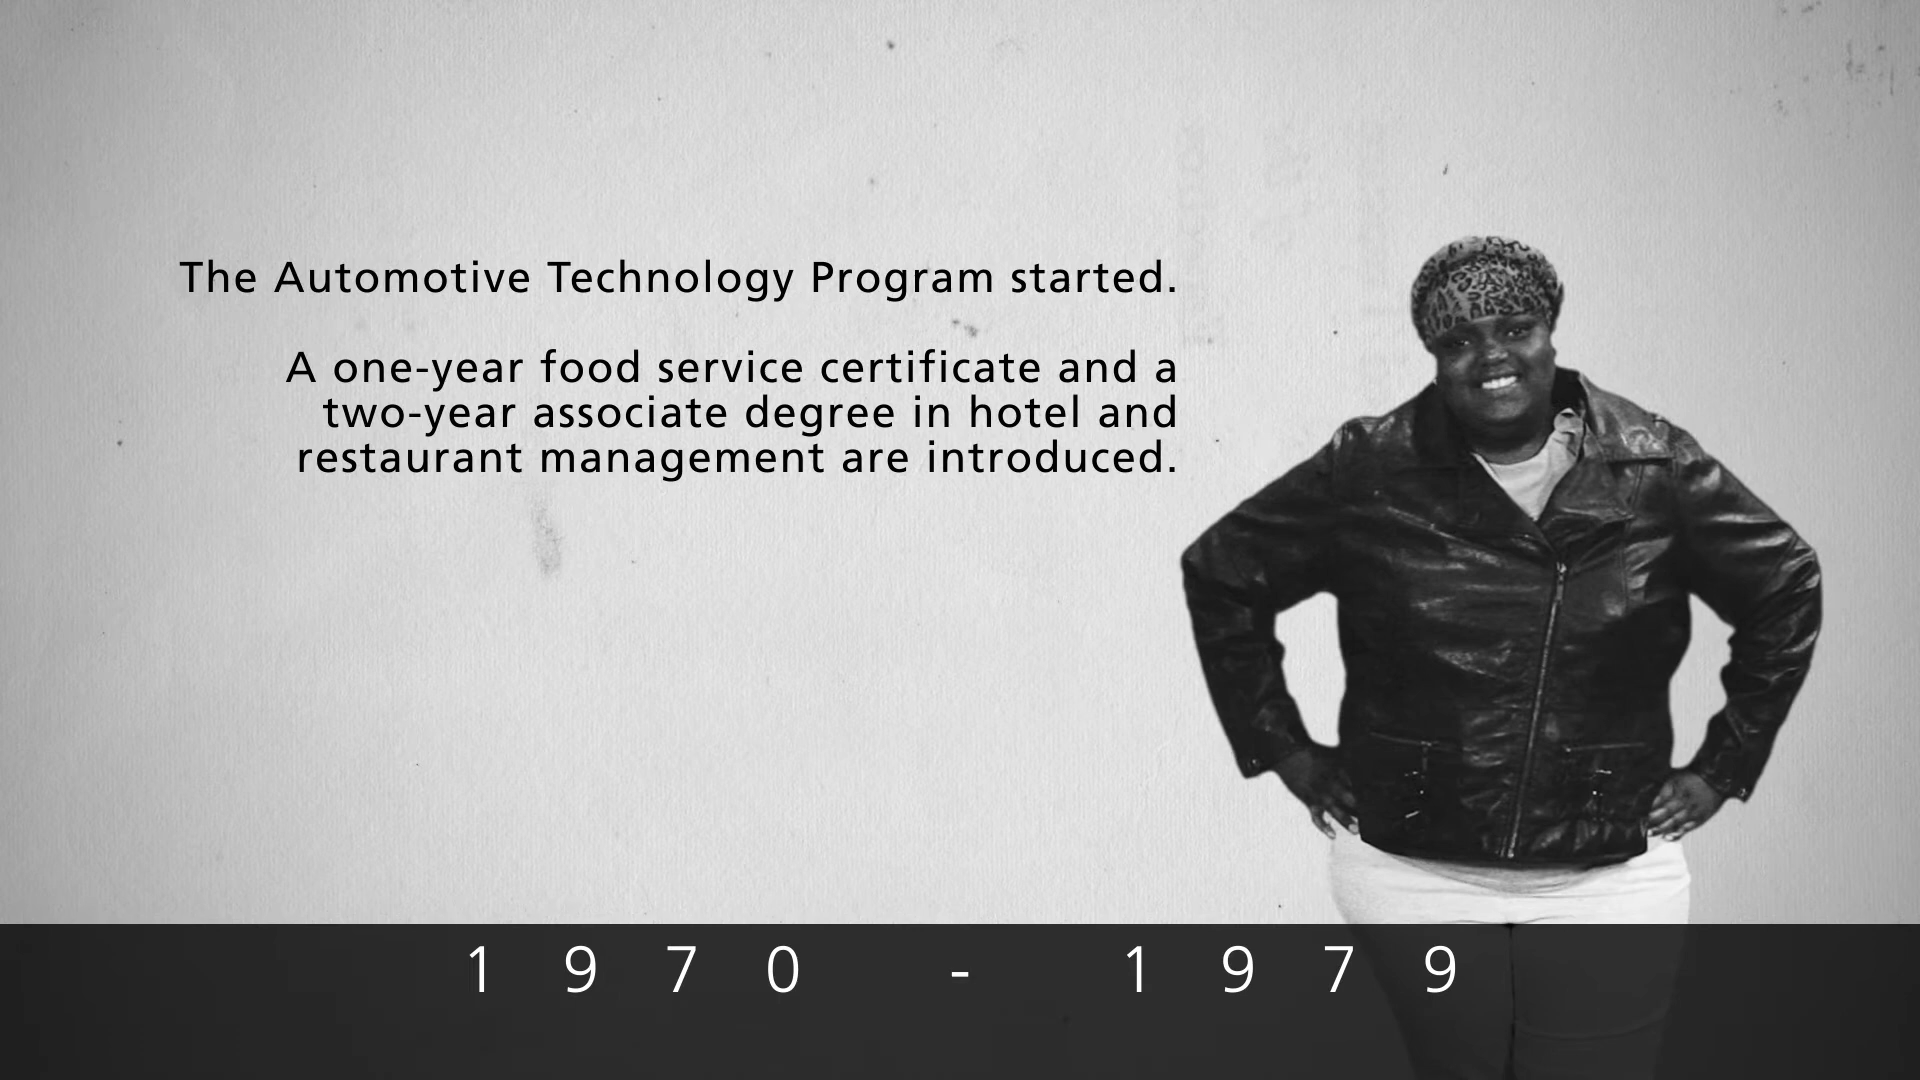 The Automotive Technology Program started.
A one-year food service certificate and a
two-year associate degree in hotel and
restaurant management are introduced.
1970 - 1979